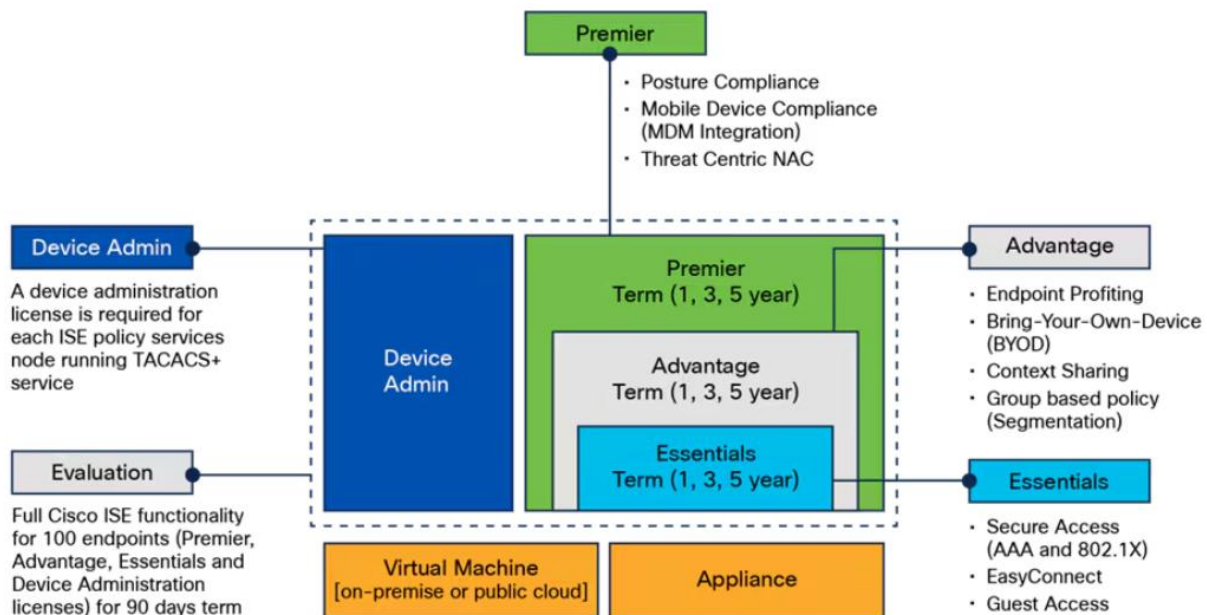 Premier
· Posture Compliance
· Mobile Device Compliance
(MDM Integration)
· Threat Centric NAC
Device Admin
A device administration
license is required for
each ISE policy services
node running TACACS+
service
Evaluation
Full Cisco ISE functionality
for 100 endpoints (Premier,
Advantage, Essentials and
Device Administration
licenses) for 90 days term
Device
Admin
Premier
Term (1, 3, 5 year)
Advantage
Term (1, 3, 5 year)
Essentials
Term (1, 3, 5 year)
Virtual Machine
[on-premise or public cloud]
Appliance
Advantage
· Endpoint Profiting
· Bring-Your-Own-Device
(BYOD)
· Context Sharing
· Group based policy
(Segmentation)
Essentials
· Secure Access
(AAA and 802.1X)
· EasyConnect
· Guest Access